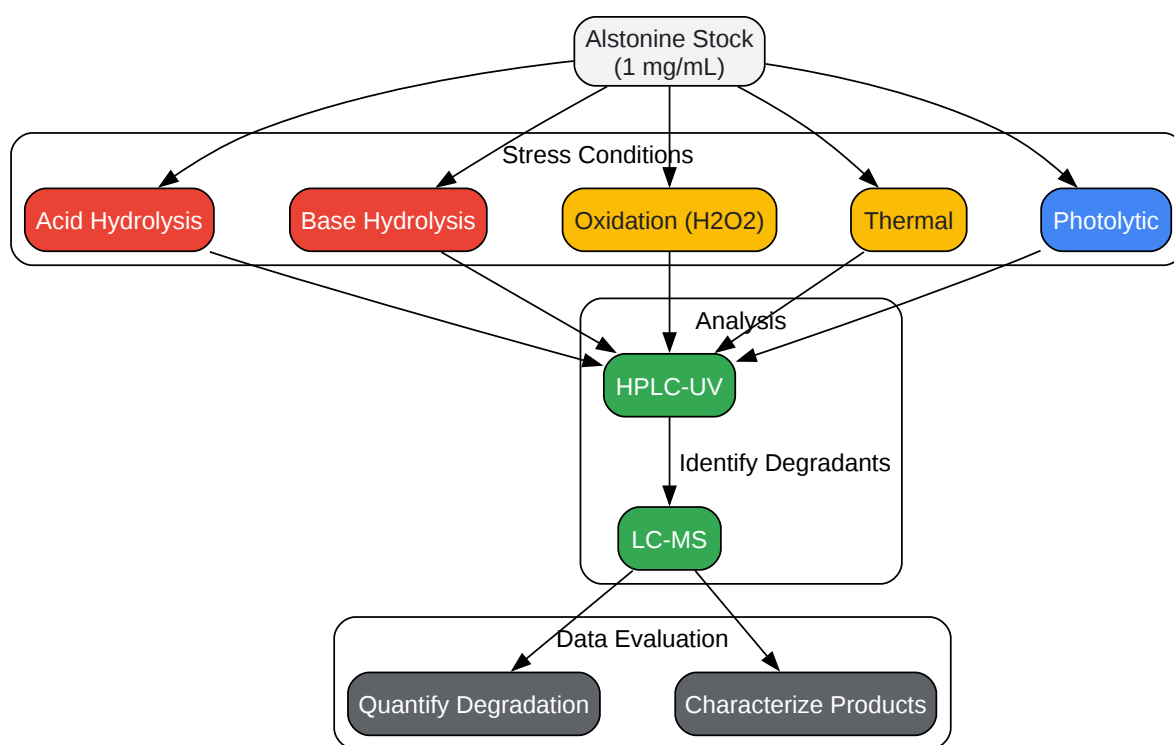 Alstonine Stock
(1 mg/mL)
Stress Conditions
Acid Hydrolysis
Base Hydrolysis
Oxidation (H2O2)
Thermal
Photolytic
Analysis
HPLC-UV
Identify Degradants
LC-MS
Data Evaluation
Quantify Degradation
Characterize Products